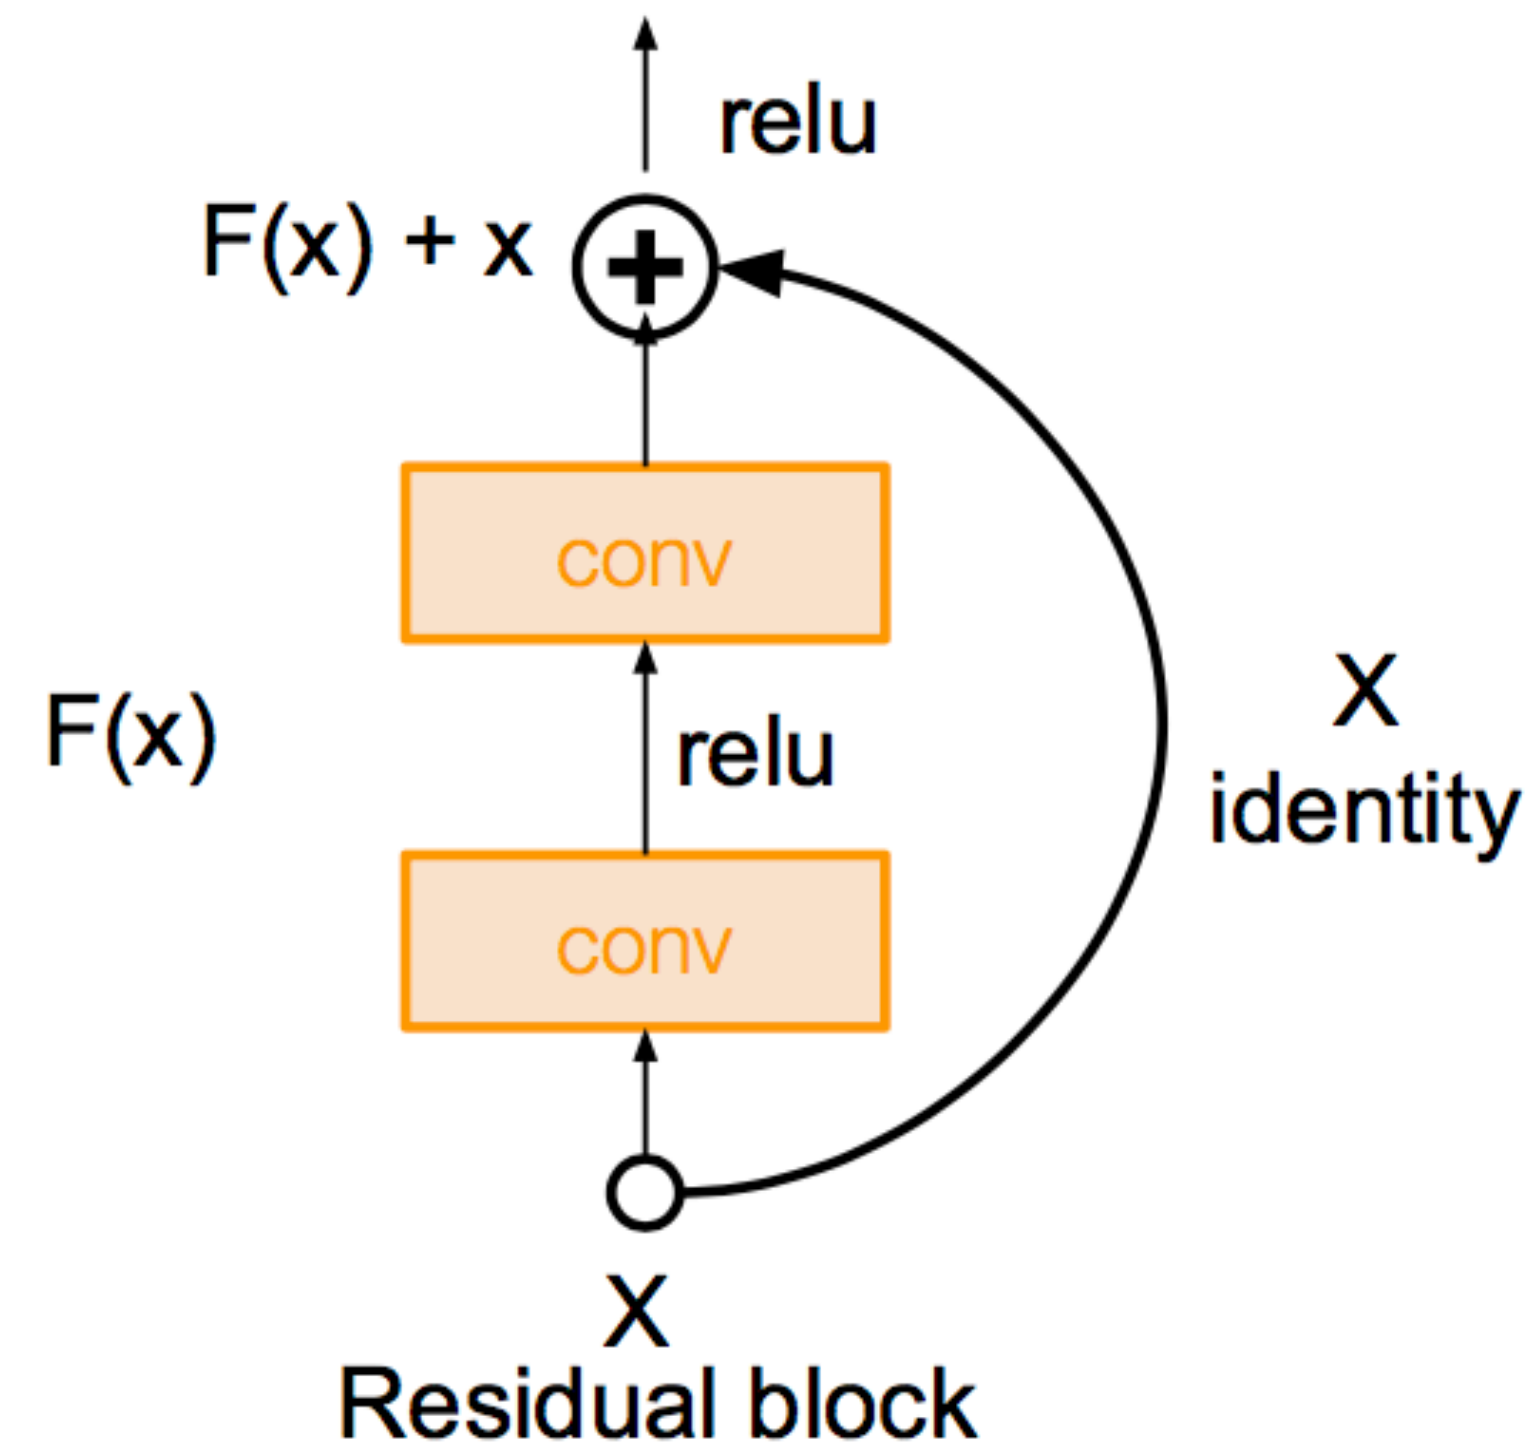 relu
F(x) + x
conv
F(x)
relu
X
identity
conv
X
Residual block